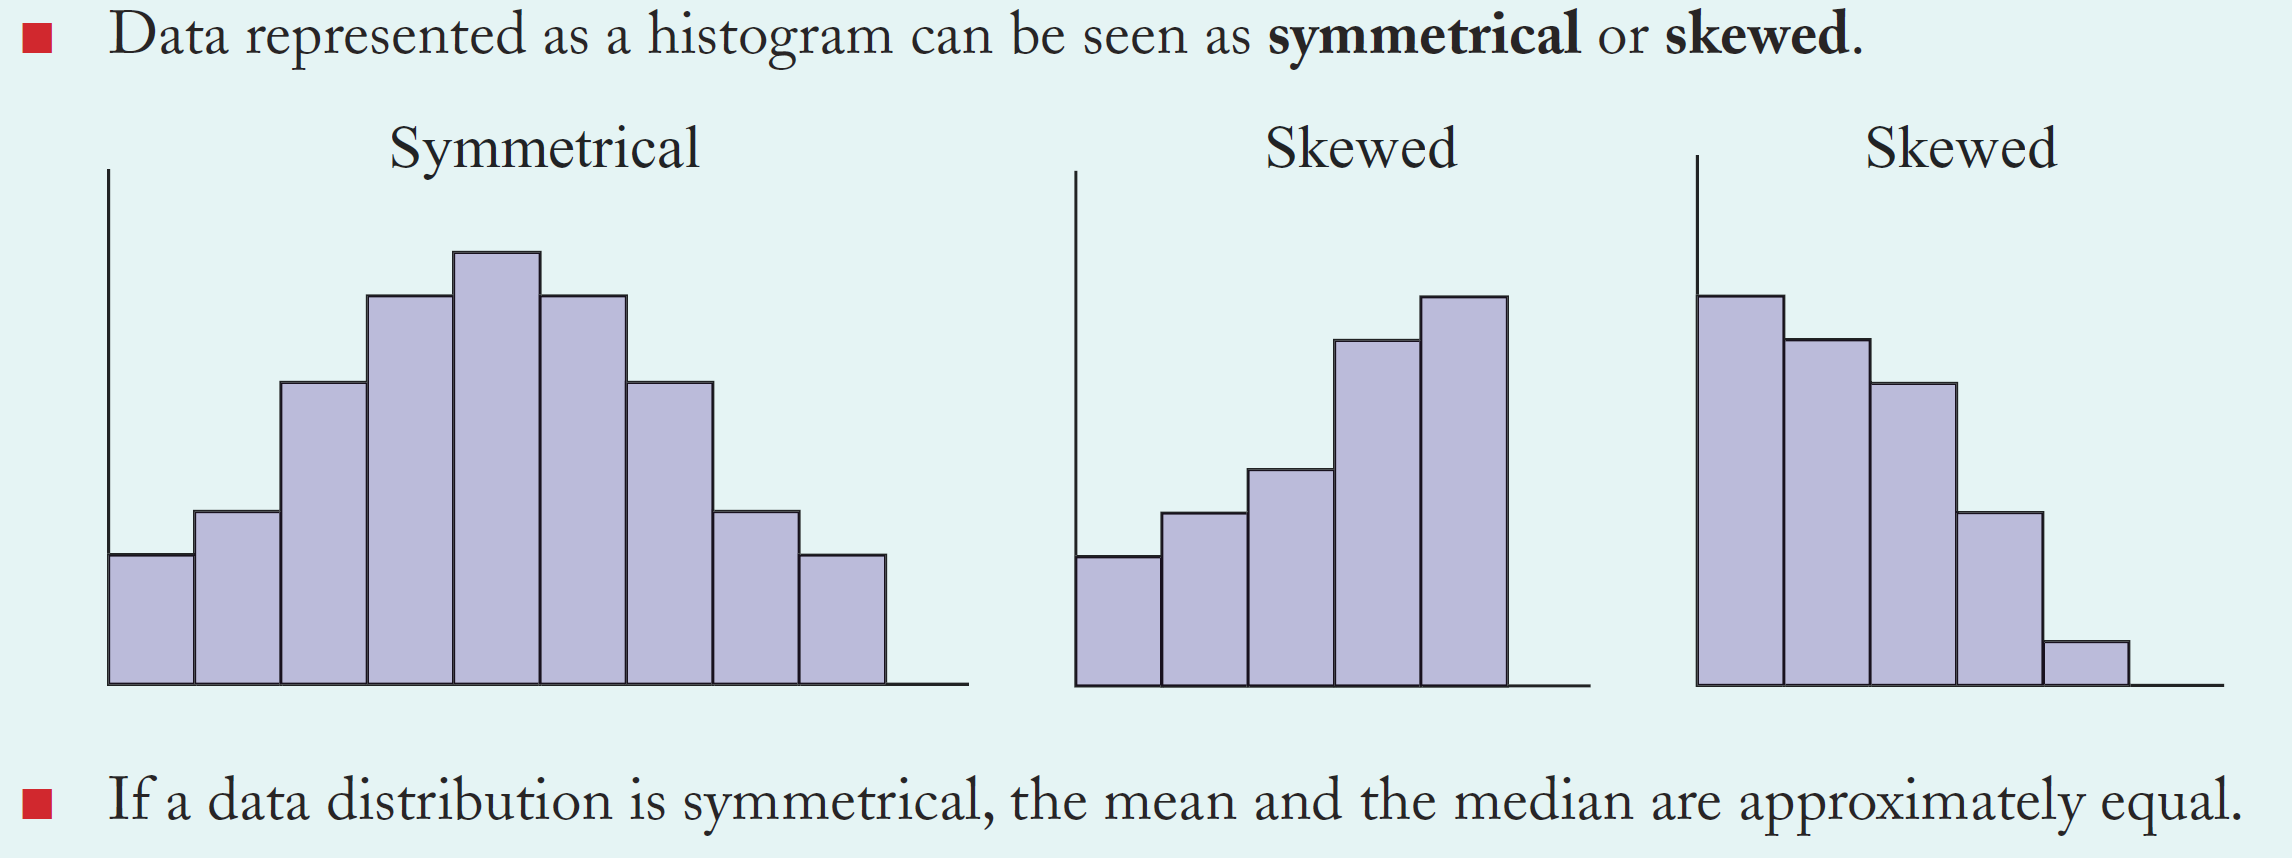 Data represented as a histogram can be seen as symmetrical or skewed.
Symmetrical
Skewed
Skewed
If a data distribution is symmetrical, the mean and the median are approximately equal.